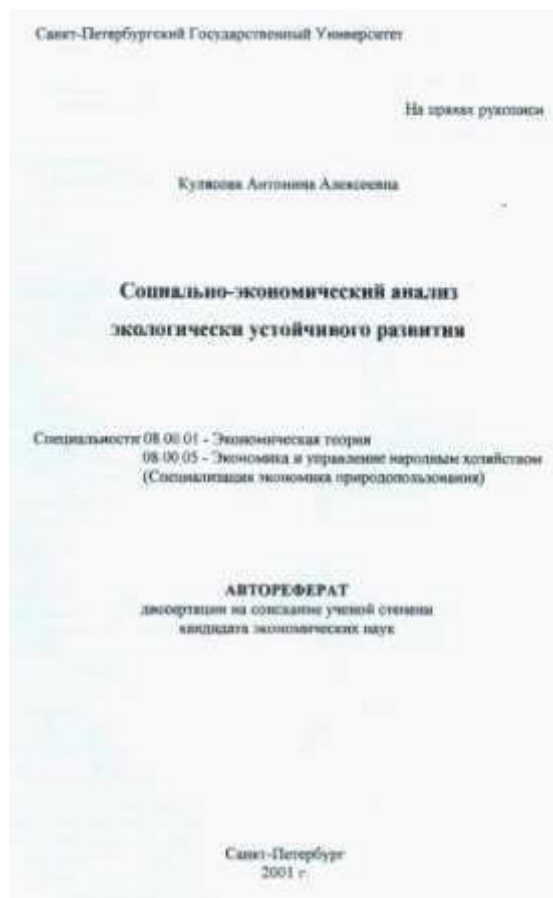 Санкт-Петербургский Государственный Университет
На правах рукописи
Кулясова Антонина Алексеевна
Социально-экономический анализ
экологически устойчивого развития
Специальности 08.00.01 - Экономическая теория
08.00.05 - Экономика и управление народным хозяйством
(Специализация экономика природопользования)
АВТОРЕФЕРАТ
диссертации на соискание ученой степени
кандидата экономических наук
Санкт-Петербург
2001 г.